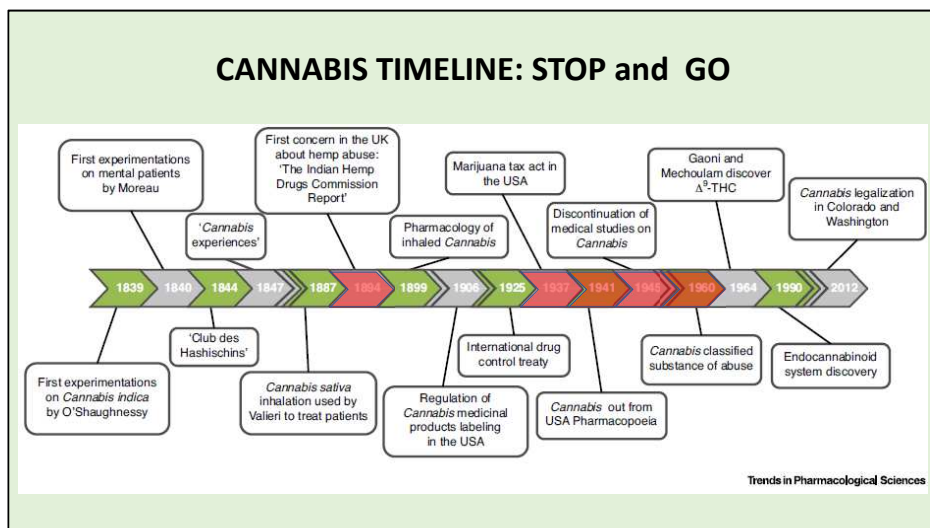 CANNABIS TIMELINE: STOP and GO
First experimentations
on mental patients
by Moreau
'Cannabis
experiences'
First concern in the UK
about hemp abuse:
'The Indian Hemp
Drugs Commission
Report'
Pharmacology of
inhaled Cannabis
Marijuana tax act in
the USA
Discontinuation of
medical studies on
Cannabis
Gaoni and
Mechoulam discover
Δ⁹-THC
Cannabis legalization
in Colorado and
Washington
1839 1840 1844 1847 1887 1894 1899 1906 1925 1937 1941 1960 1964 1990 2012
First experimentations
on Cannabis indica
by O'Shaughnessy
'Club des
Hashischins'
Cannabis sativa
inhalation used by
Valieri to treat patients
Regulation of
Cannabis medicinal
products labeling
in the USA
International drug
control treaty
Cannabis out from
USA Pharmacopoeia
Cannabis classified
substance of abuse
Endocannabinoid
system discovery
Trends in Pharmacological Sciences